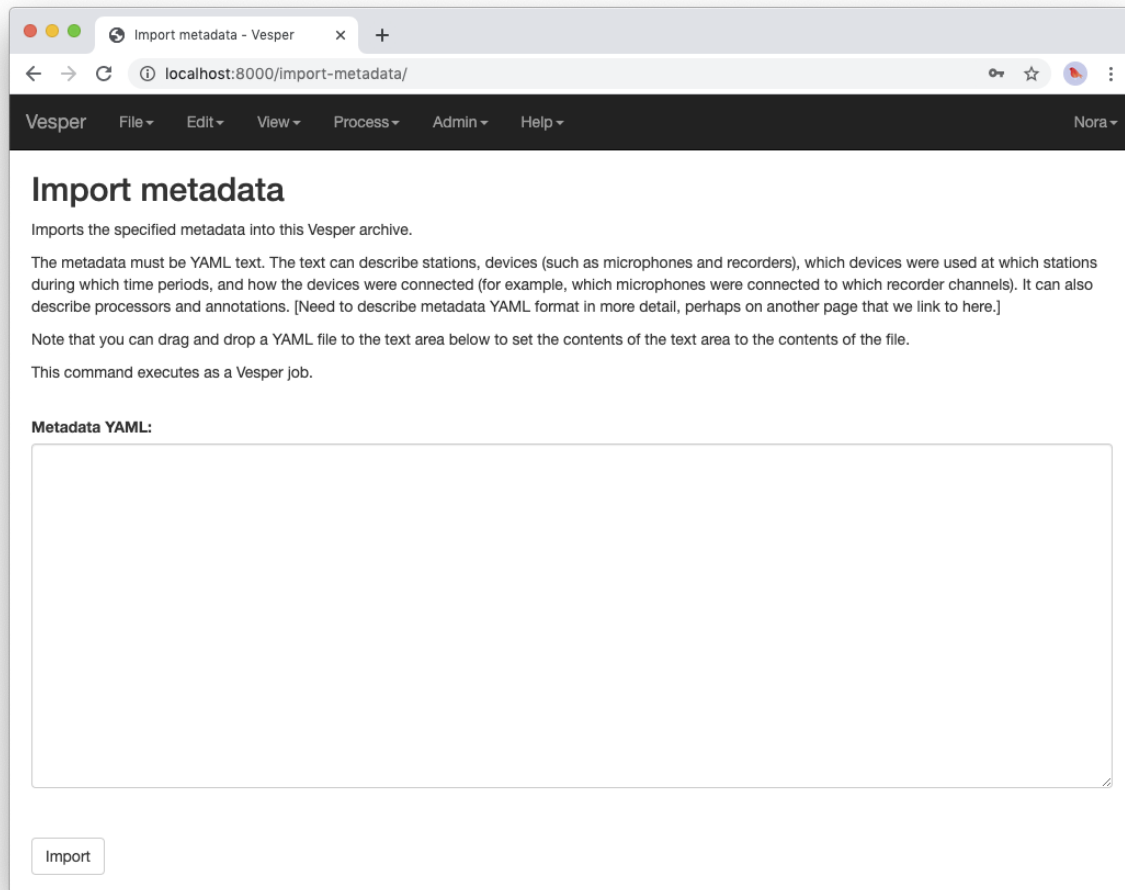 Import metadata - Vesper
localhost:8000/import-metadata/
Vesper File Edit View Process Admin Help Nora
Import metadata
Imports the specified metadata into this Vesper archive.
The metadata must be YAML text. The text can describe stations, devices (such as microphones and recorders), which devices were used at which stations
during which time periods, and how the devices were connected (for example, which microphones were connected to which recorder channels). It can also
describe processors and annotations. [Need to describe metadata YAML format in more detail, perhaps on another page that we link to here.]
Note that you can drag and drop a YAML file to the text area below to set the contents of the text area to the contents of the file.
This command executes as a Vesper job.
Metadata YAML:
Import